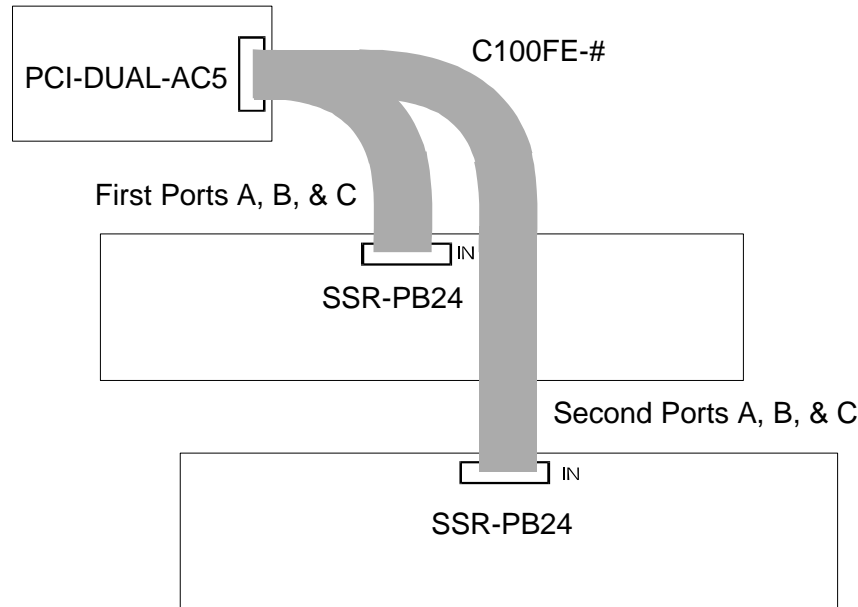 C100FE-#
PCI-DUAL-AC5
First Ports A, B, & C
IN
SSR-PB24
Second Ports A, B, & C
IN
SSR-PB24